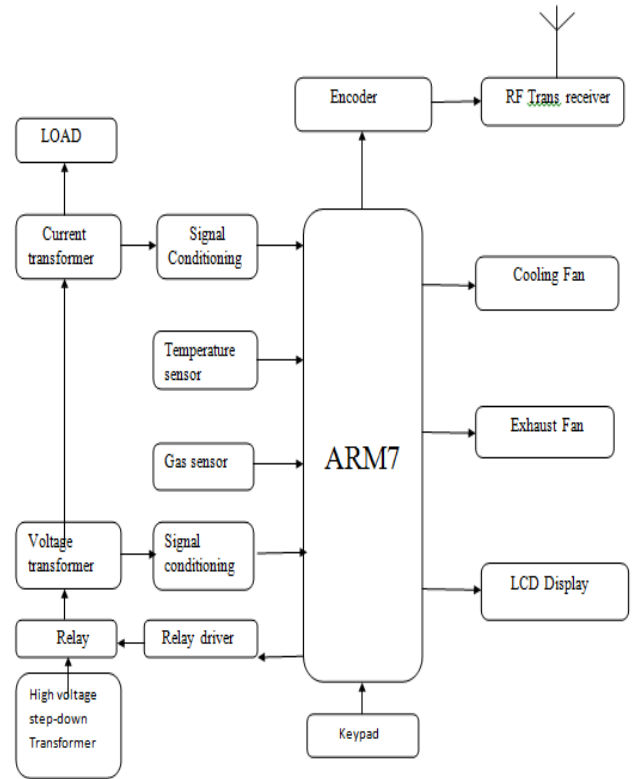 Encoder
RF Trans. receiver
LOAD
Current
transformer
Signal
Conditioning
Cooling Fan
Temperature
sensor
Gas sensor
ARM7
Exhaust Fan
Voltage
transformer
Signal
conditioning
LCD Display
Relay
Relay driver
High voltage
step-down
Transformer
Keypad